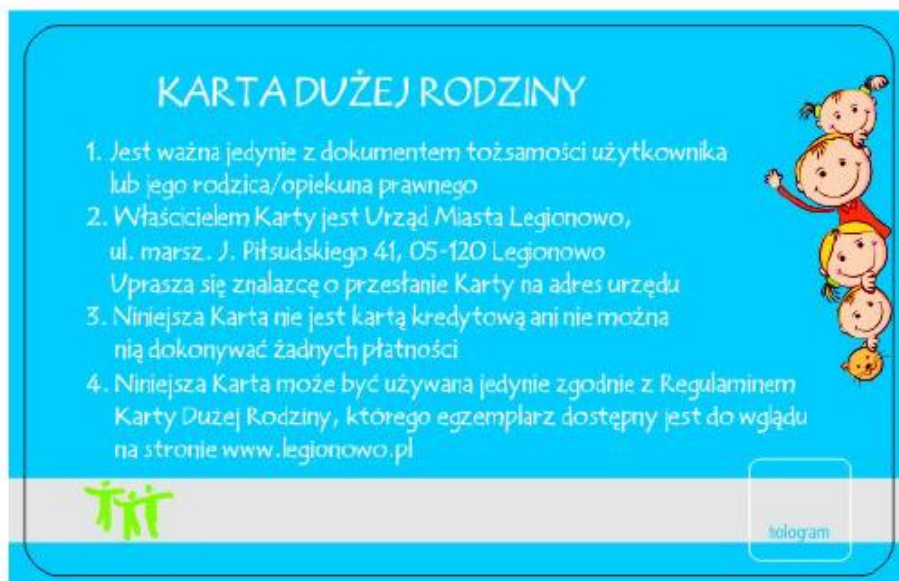 KARTA DUŻEJ RODZINY
1. Jest ważna jedynie z dokumentem tożsamości użytkownika
lub jego rodzica/opiekuna prawnego
2. Właścicielem Karty jest Urząd Miasta Legionowo,
ul. marsz. J. Piłsudskiego 41, 05-120 Legionowo
Uprasza się znalazcę o przesłanie Karty na adres urzędu
3. Niniejsza Karta nie jest kartą kredytową ani nie można
nią dokonywać żadnych płatności
4. Niniejsza Karta może być używana jedynie zgodnie z Regulaminem
Karty Dużej Rodziny, którego egzemplarz dostępny jest do wglądu
na stronie www.legionowo.pl
hologram